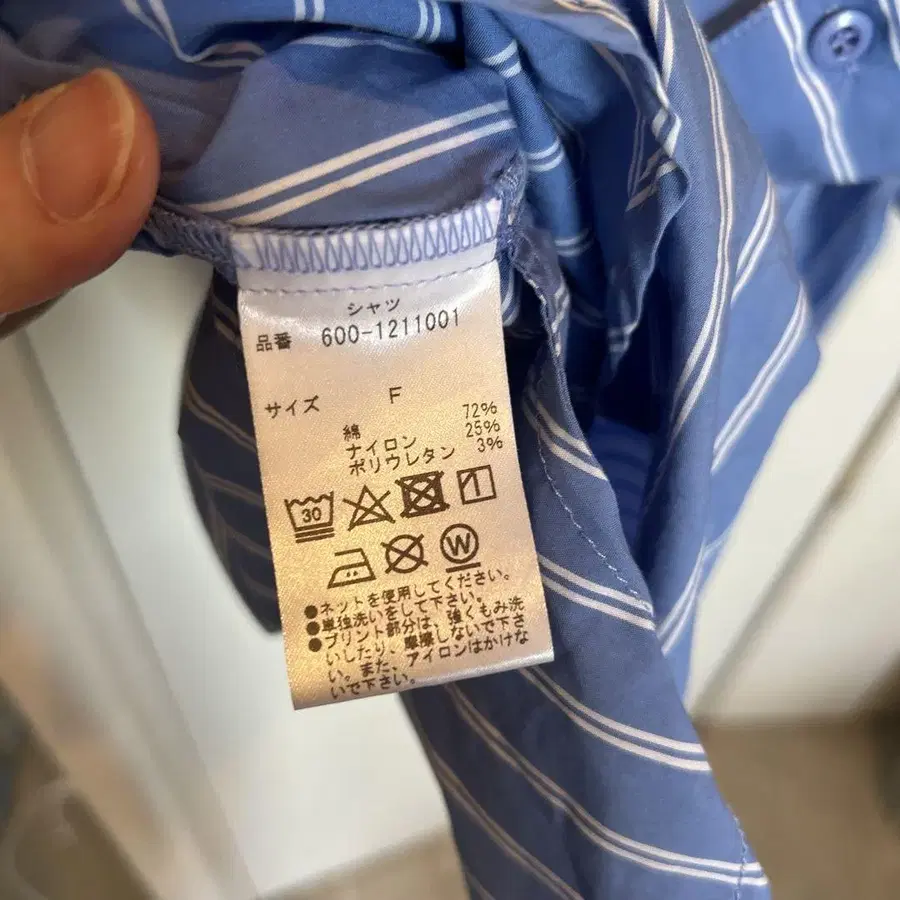 シャツ
品番 600-1211001
サイズ F
綿 72%
ナイロン 25%
ポリウレタン 3%
30
W
●ネットを使用してください。
●単独洗いをして下さい。
●プリント部分は、強くもみ洗
いしたり、摩擦しないで下さ
い。また、アイロンはかけな
いで下さい。